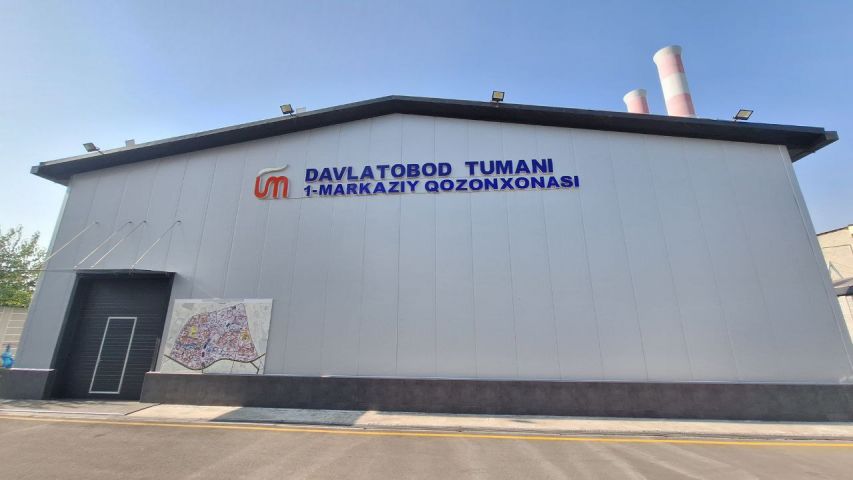 DAVLATOBOD TUMANI
1-MARKAZIY QOZONXONASI